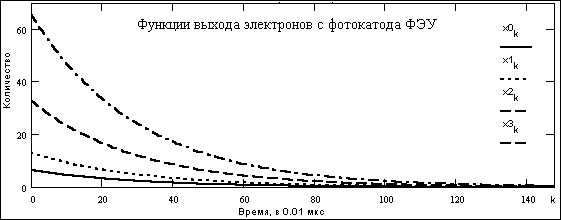 Функции выхода электронов с фотокатода ФЭУ
60
40
20
0
Количество
x0k
x1k
x2k
x3k
0 20 40 60 80 100 120 140 k
Время, в 0.01 мкс